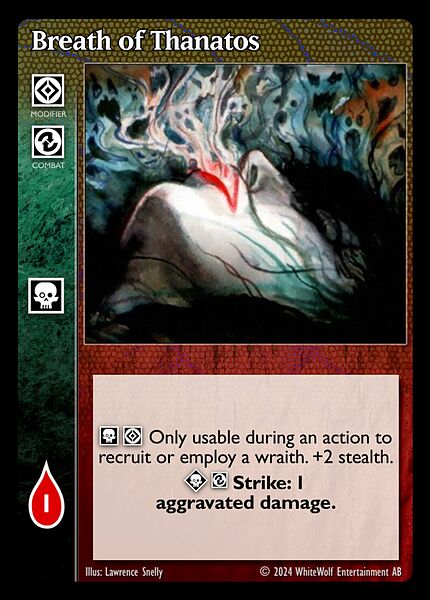 Breath of Thanatos
MODIFIER
COMBAT
Only usable during an action to
recruit or employ a wraith. +2 stealth.
Strike: 1
aggravated damage.
1
Illus: Lawrence Snelly © 2024 WhiteWolf Entertainment AB